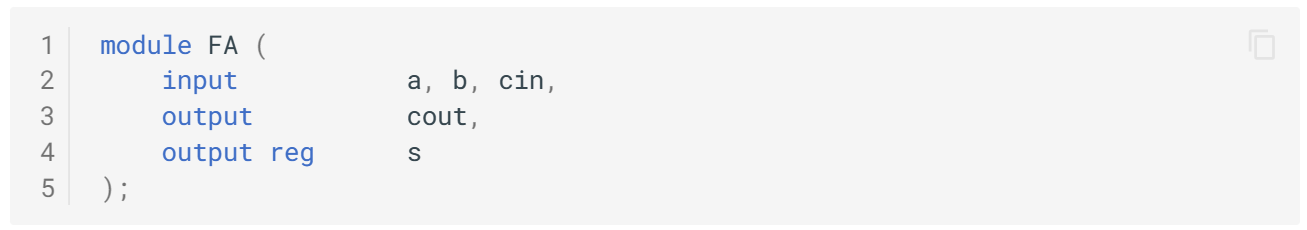 1 module FA (
2     input           a, b, cin,
3     output          cout,
4     output reg      s
5 );